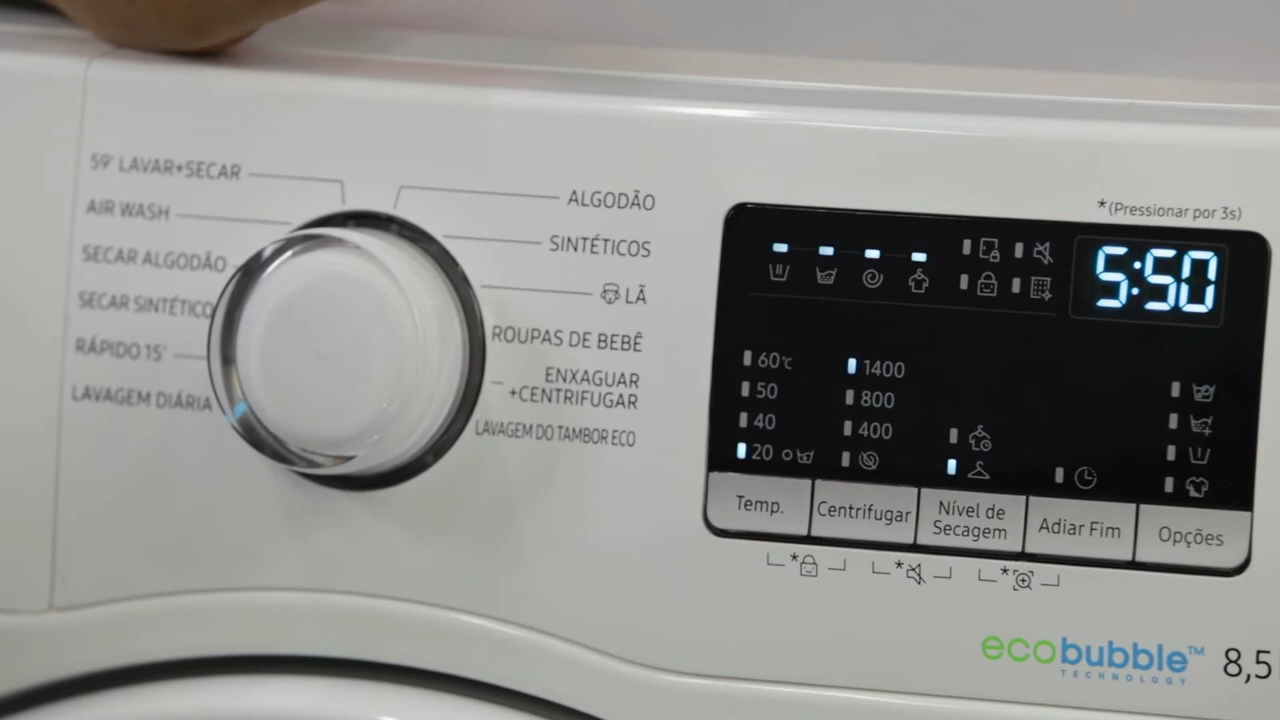 59' LAVAR+SECAR
AIR WASH
SECAR ALGODÃO
SECAR SINTÉTICO
RÁPIDO 15'
LAVAGEM DIÁRIA
ALGODÃO
SINTÉTICOS
LÃ
ROUPAS DE BEBÊ
ENXAGUAR
+CENTRIFUGAR
LAVAGEM DO TAMBOR ECO
*(Pressionar por 3s)
5:50
60℃
50
40
20
1400
800
400
Temp.
Centrifugar
Nível de
Secagem
Adiar Fim
Opções
*
*
*
ecobubble™
TECHNOLOGY
8,5